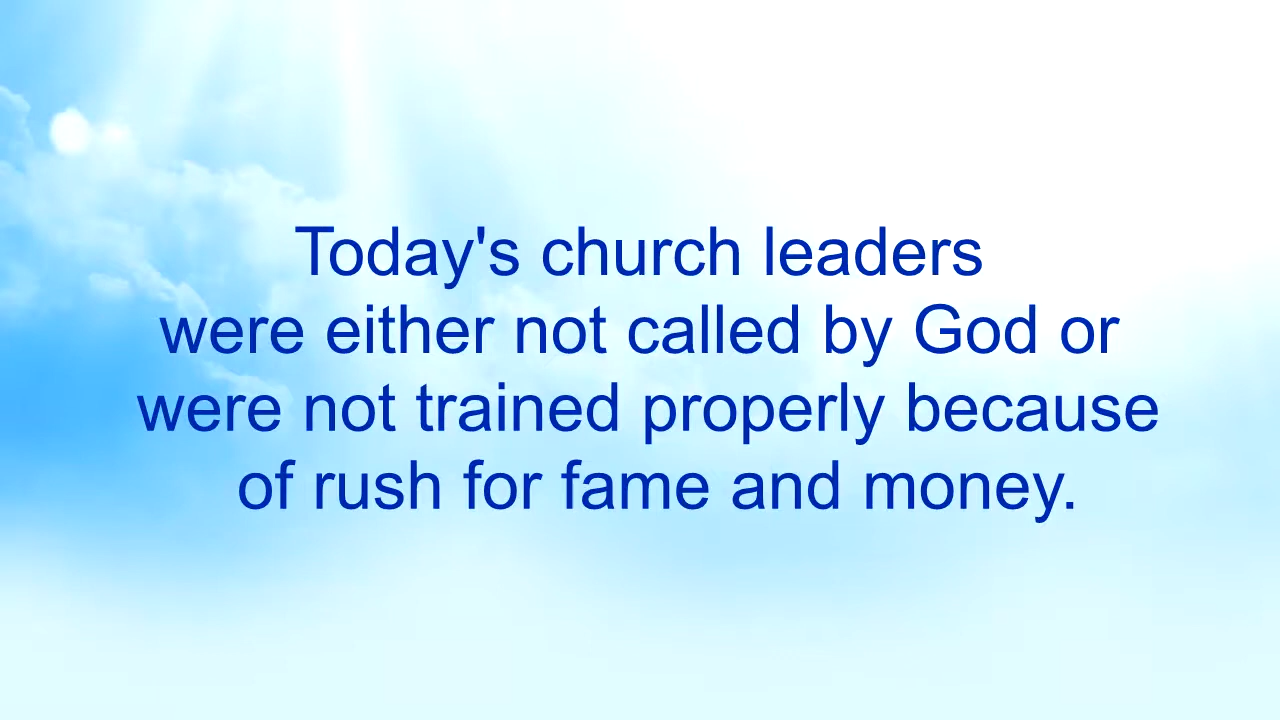 Today's church leaders
were either not called by God or
were not trained properly because
of rush for fame and money.